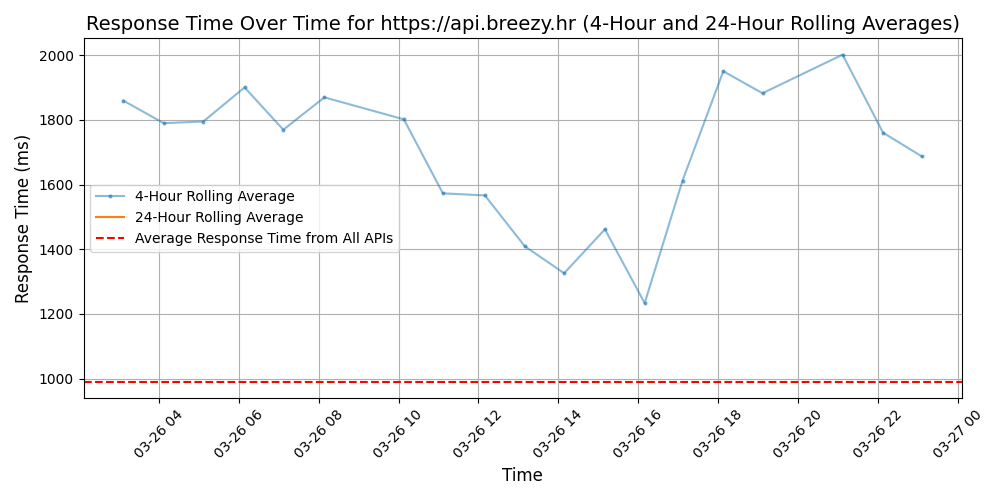 Response Time Over Time for https://api.breezy.hr (4-Hour and 24-Hour Rolling Averages)
Response Time (ms)
2000
1800
1600
1400
1200
1000
4-Hour Rolling Average
24-Hour Rolling Average
Average Response Time from All APIs
03-26 04
03-26 06
03-26 08
03-26 10
03-26 12
03-26 14
03-26 16
03-26 18
03-26 20
03-26 22
03-27 00
Time